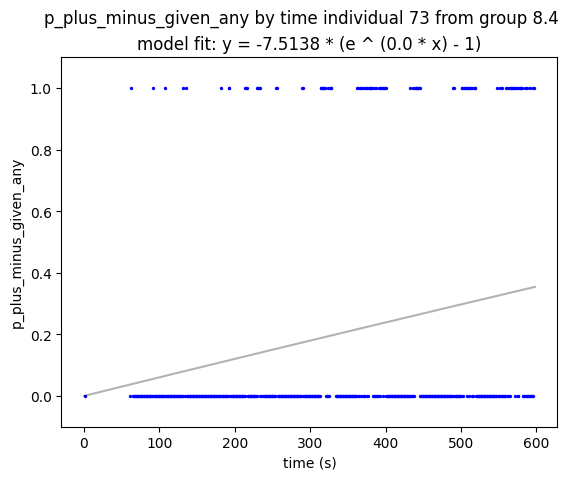 p_plus_minus_given_any by time individual 73 from group 8.4
model fit: y = -7.5138 * (e ^ (0.0 * x) - 1)
1.0
0.8
0.6
0.4
0.2
0.0
p_plus_minus_given_any
0 100 200 300 400 500 600
time (s)